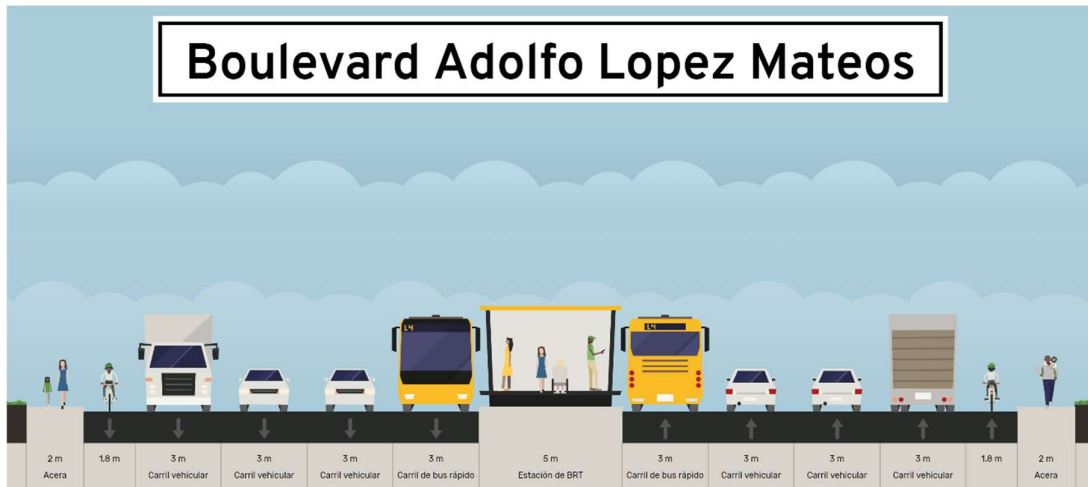 Boulevard Adolfo Lopez Mateos
L4
L4
2 m
Acera
1.8 m
3 m
Carril vehicular
3 m
Carril vehicular
3 m
Carril vehicular
3 m
Carril de bus rápido
5 m
Estación de BRT
3 m
Carril de bus rápido
3 m
Carril vehicular
3 m
Carril vehicular
3 m
Carril vehicular
1.8 m
2 m
Acera